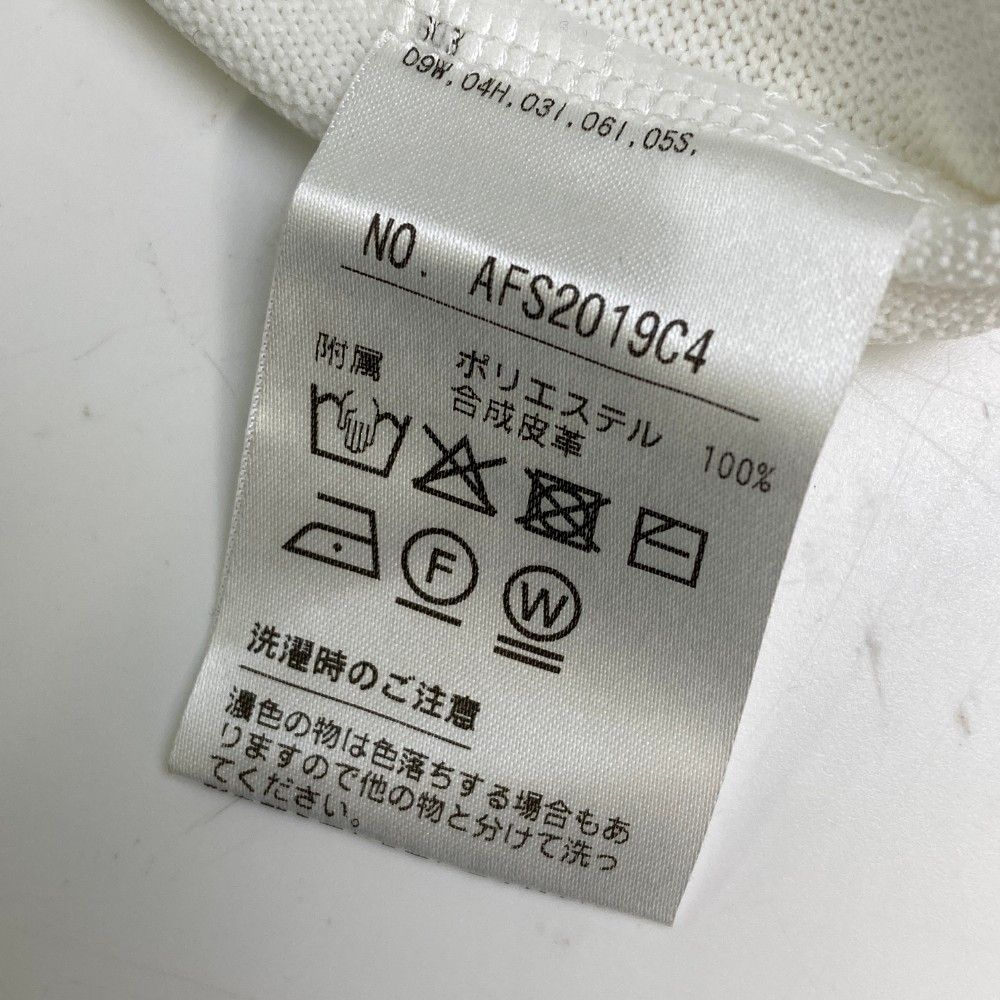 09W.04H.031.061.05S.
NO. AFS2019C4
附属 ポリエステル 100%
合成皮革
F
W
洗濯時のご注意
濃色の物は色落ちする場合もあ
りますので他の物と分けて洗っ
てください。